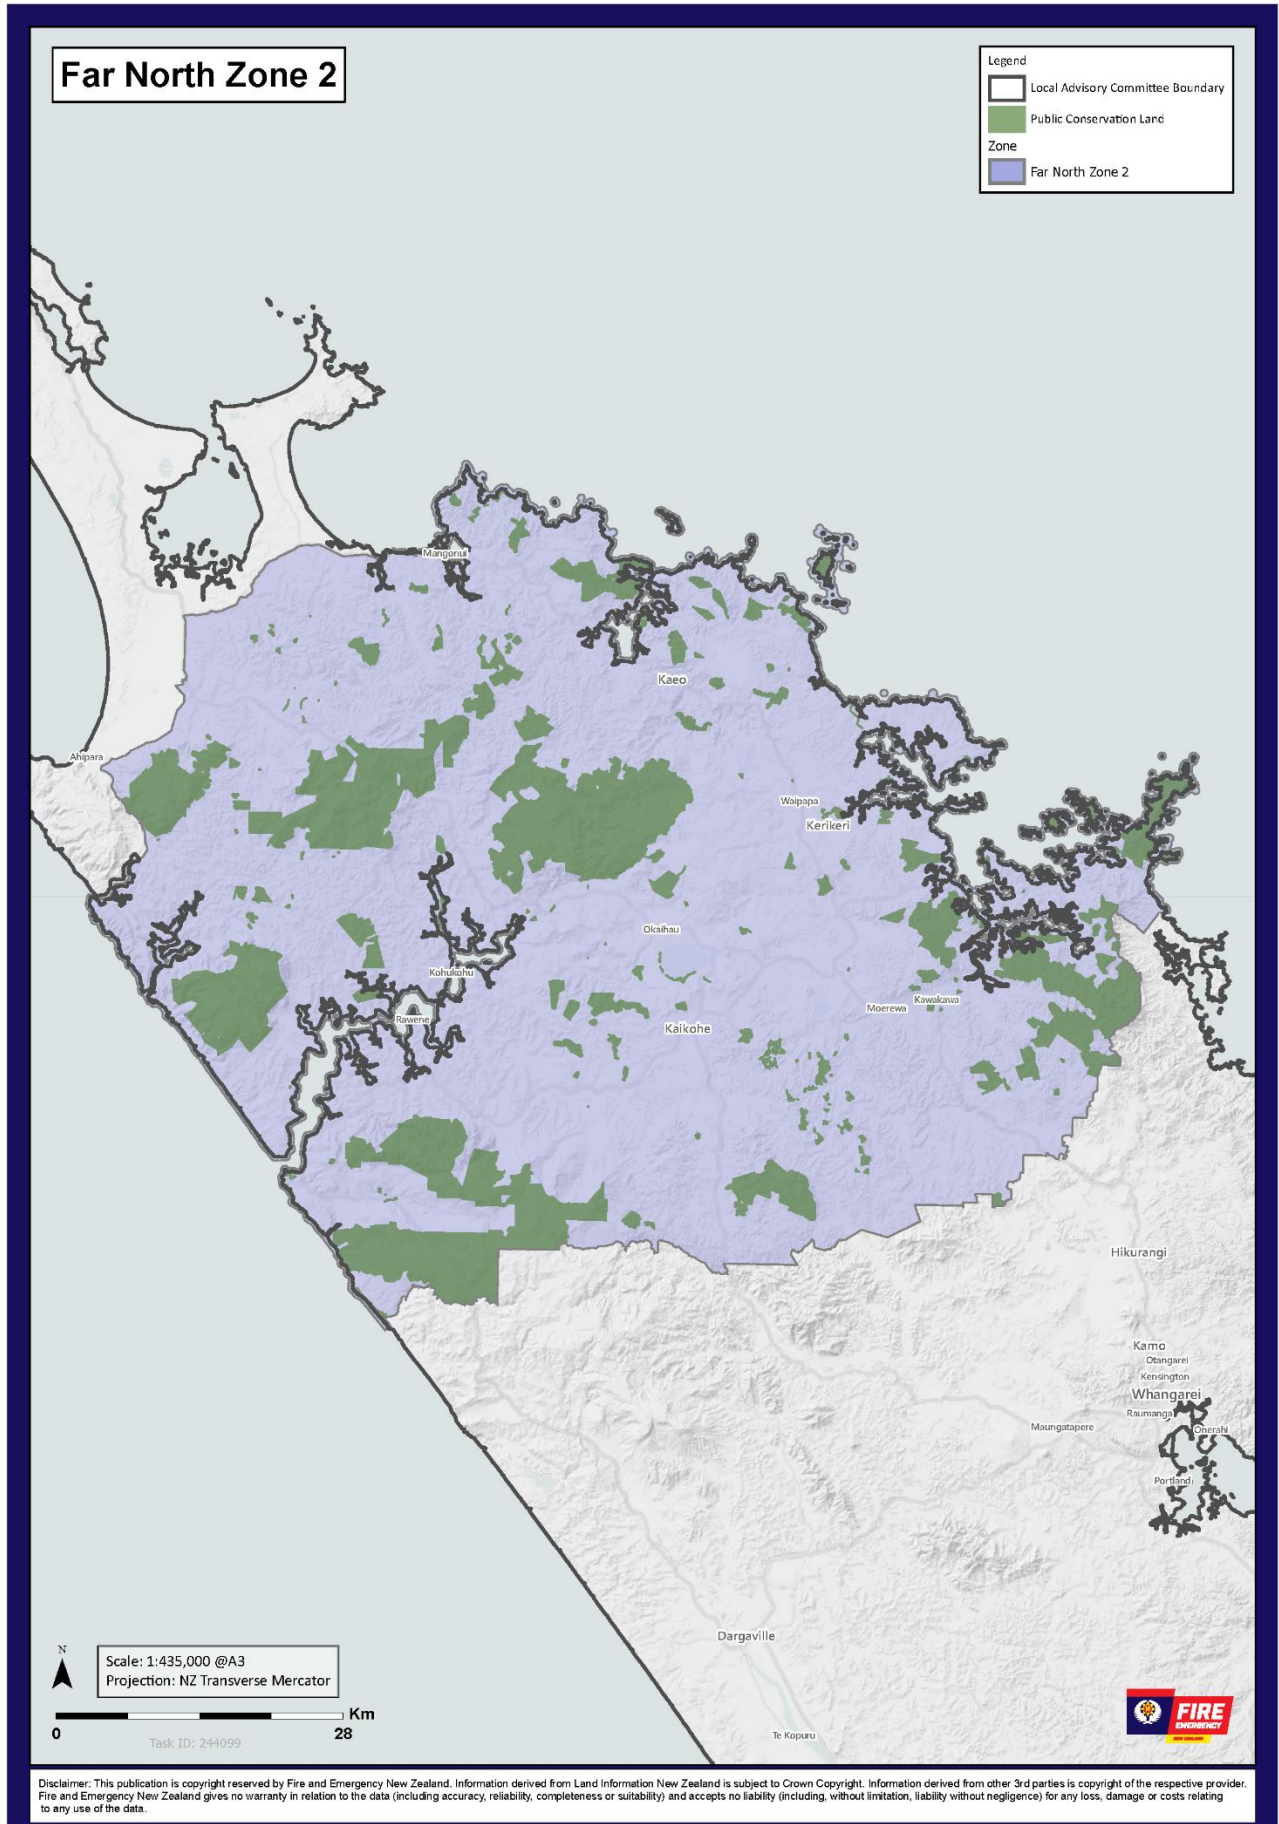 Far North Zone 2
Legend
Local Advisory Committee Boundary
Public Conservation Land
Zone
Far North Zone 2
Mangonui
Kaeo
Ahipara
Waipapa
Kerikeri
Okaihau
Kohukohu
Rawene
Moerewa
Kawakawa
Kaikohe
Hikurangi
Kamo
Otangarei
Kensington
Whangarei
Raumanga
Maungatapere
Onerahi
Portland
Dargaville
Te Kopuru
N
Scale: 1:435,000 @A3
Projection: NZ Transverse Mercator
Km
0 28
Task ID: 244099
FIRE
EMERGENCY
NEW ZEALAND
Disclaimer: This publication is copyright reserved by Fire and Emergency New Zealand. Information derived from Land Information New Zealand is subject to Crown Copyright. Information derived from other 3rd parties is copyright of the respective provider.
Fire and Emergency New Zealand gives no warranty in relation to the data (including accuracy, reliability, completeness or suitability) and accepts no liability (including, without limitation, liability without negligence) for any loss, damage or costs relating
to any use of the data.